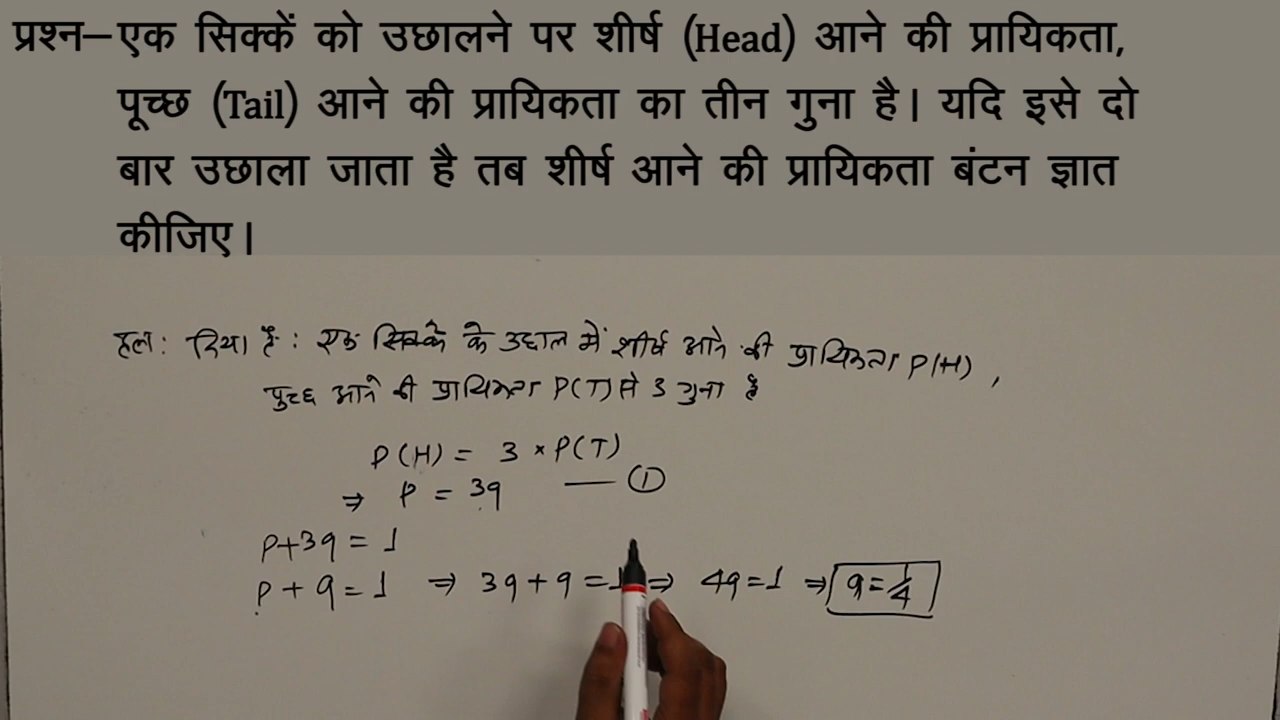 प्रश्न–एक सिक्कें को उछालने पर शीर्ष (Head) आने की प्रायिकता,
पूच्छ (Tail) आने की प्रायिकता का तीन गुना है। यदि इसे दो
बार उछाला जाता है तब शीर्ष आने की प्रायिकता बंटन ज्ञात
कीजिए।
हल: दिया है: एक सिक्के के उछाल में शीर्ष आने की प्रायिकता P(H),
पुच्छ आने की प्रायिकता P(T) से 3 गुना है
P(H) = 3 × P(T)
⇒ P = 3q —— ①
P+3q = 1
P + q = 1 ⇒ 3q + q = 1 ⇒ 4q = 1 ⇒ q = 1/4